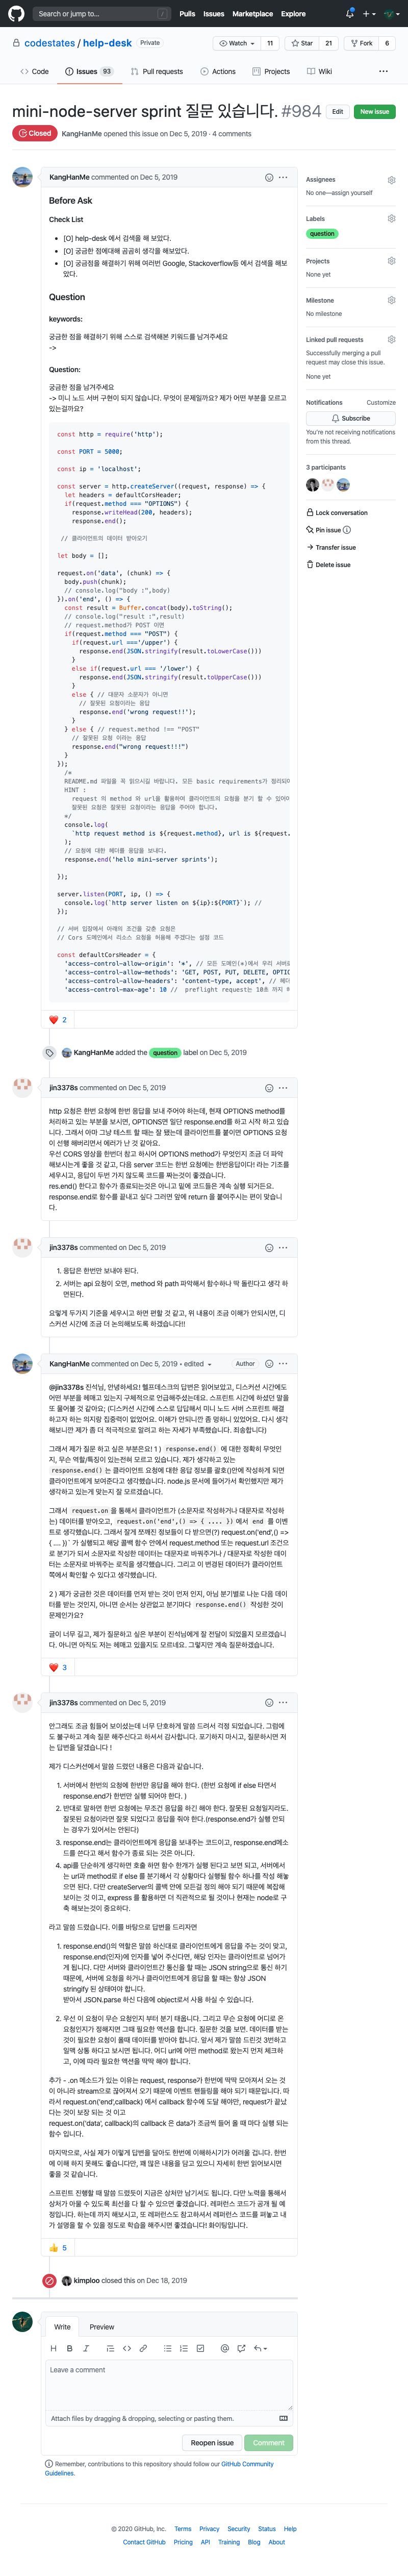 Search or jump to...
/
Pulls Issues Marketplace Explore
codestates / help-desk Private
Watch 11 Star 21 Fork 6
Code Issues 93 Pull requests Actions Projects Wiki
mini-node-server sprint 질문 있습니다. #984
Edit New issue
Closed KangHanMe opened this issue on Dec 5, 2019 · 4 comments
KangHanMe commented on Dec 5, 2019
Before Ask
Check List
[O] help-desk 에서 검색을 해 보았다.
[O] 궁금한 점에대해 곰곰히 생각을 해보았다.
[O] 궁금점을 해결하기 위해 여러번 Google, Stackoverflow등 에서 검색을 해보
았다.
Question
keywords:
궁금한 점을 해결하기 위해 스스로 검색해본 키워드를 남겨주세요
->
Question:
궁금한 점을 남겨주세요
-> 미니 노드 서버 구현이 되지 않습니다. 무엇이 문제일까요? 제가 어떤 부분을 모르고
있는걸까요?
const http = require('http');
const PORT = 5000;
const ip = 'localhost';
const server = http.createServer((request, response) => {
let headers = defaultCorsHeader;
if(request.method === "OPTIONS") {
response.writeHead(200, headers);
response.end();
// 클라이언트의 데이터 받아오기
let body = [];
request.on('data', (chunk) => {
body.push(chunk);
// console.log("body :",body)
}).on('end', () => {
const result = Buffer.concat(body).toString();
// console.log("result :",result)
// request.method가 POST 이면
if(request.method === "POST") {
if(request.url ==='/upper') {
response.end(JSON.stringify(result.toLowerCase()))
}
else if(request.url === '/lower') {
response.end(JSON.stringify(result.toUpperCase()))
}
else { // 대문자 소문자가 아니면
// 잘못된 요청이라는 응답
response.end('wrong request!!');
}
} else { // request.method !== "POST"
// 잘못된 요청 이라는 응답
response.end("wrong request!!!")
}
});
/*
README.md 파일을 꼭 읽으시길 바랍니다. 모든 basic requirements가 정리되어
HINT :
request 의 method 와 url을 활용하여 클라이언트의 요청을 분기 할 수 있어야
잘못된 요청은 잘못된 요청이라는 응답을 주어야 합니다.
*/
console.log(
`http request method is ${request.method}, url is ${request.
);
// 요청에 대한 헤더를 응답을 보내다.
response.end('hello mini-server sprints');
});
server.listen(PORT, ip, () => {
console.log(`http server listen on ${ip}:${PORT}`); //
});
// 서버 입장에서 아래의 조건을 갖춘 요청은
// Cors 도메인에서 리소스 요청을 허용해 주겠다는 설정 코드
const defaultCorsHeader = {
'access-control-allow-origin': '*', // 모든 도메인(*)에서 우리 서버로
'access-control-allow-methods': 'GET, POST, PUT, DELETE, OPTIO
'access-control-allow-headers': 'content-type, accept', // 헤더
'access-control-max-age': 10 // preflight request는 10초 까지
2
KangHanMe added the question label on Dec 5, 2019
jin3378s commented on Dec 5, 2019
http 요청은 한번 요청에 한번 응답을 보내 주어야 하는데, 현재 OPTIONS method를
처리하고 있는 부분을 보시면, OPTIONS면 일단 response.end를 하고 시작 하고 있습
니다. 그래서 아마 그냥 테스트 할 때는 잘 됐는데 클라이언트를 붙이면 OPTIONS 요청
이 선행 해버리면서 에러가 난 것 같아요.
우선 CORS 영상을 한번더 참고 하시어 OPTIONS method가 무엇인지 조금 더 파악
해보시는게 좋을 것 같고, 다음 server 코드는 한번 요청에는 한번응답이다! 라는 기조를
세우시고, 응답이 두번 가지 않도록 코드를 짜는것이 좋겠습니다.
res.end() 한다고 함수가 종료되는것은 아니고 밑에 코드들은 계속 실행 되거든요.
response.end로 함수를 끝내고 싶다 그러면 앞에 return 을 붙여주시는 편이 맞습니
다.
jin3378s commented on Dec 5, 2019
1. 응답은 한번만 보내야 된다.
2. 서버는 api 요청이 오면, method 와 path 파악해서 함수하나 딱 돌린다고 생각 하
면된다.
요렇게 두가지 기준을 세우시고 하면 편할 것 같고, 위 내용이 조금 이해가 안되시면, 디
스커션 시간에 조금 더 논의해보도록 하겠습니다!!
KangHanMe commented on Dec 5, 2019 · edited Author
@jin3378s 진석님, 안녕하세요! 헬프데스크의 답변은 읽어보았고, 디스커션 시간에도
어떤 부분을 헤매고 있는지 구체적으로 언급해주셨는데요. 스프린트 시간에 하셨던 말을
또 물어볼 것 같아요; (디스커션 시간에 스스로 답답해서 미니 노드 서버 스프린트 해결
하고자 하는 의지랑 집중력이 없었어요. 이해가 안되니깐 좀 멍하니 있었어요. 다시 생각
해보니깐 제가 좀 더 적극적으로 알려고 하는 자세가 부족했습니다. 죄송합니다)
그래서 제가 질문 하고 싶은 부분은요! 1 ) response.end() 에 대한 정확히 무엇인
지, 무슨 역할/특징이 있는전혀 모르고 있습니다. 제가 생각하고 있는
response.end() 는 클라이언트 요청에 대한 응답 정보를 괄호()안에 작성하게 되면
클라이언트에게 보여준다고 생각했습니다. node.js 문서에 들어가서 확인했지만 제가
생각하고 있는게 맞는지 잘 모르겠습니다.
그래서 request.on 을 통해서 클라이언트가 (소문자로 작성하거나 대문자로 작성하
는) 데이터를 받아오고, request.on('end',() => { .... }) 에서 end 를 이벤
트로 생각했습니다. 그래서 잘게 쪼깨진 정보들이 다 받으면(?) request.on('end',() =>
{ .... })` 가 실행되고 해당 콜백 함수 안에서 request.method 또는 request.url 조건으
로 분기가 되서 소문자로 작성한 데이터는 대문자로 바꿔주거나 / 대문자로 작성한 데이
터는 소문자로 바꿔주는 로직을 생각했습니다. 그리고 이 변경된 데이터가 클라이언트
쪽에서 확인할 수 있다고 생각했습니다.
2 ) 제가 궁금한 것은 데이터를 먼저 받는 것이 먼저 인지, 아님 분기별로 나눈 다음 데이
터를 받는 것인지, 아니면 순서는 상관없고 분기마다 response.end() 작성한 것이
문제인가요?
글이 너무 길고, 제가 질문하고 싶은 부분이 진석님에게 잘 전달이 되었을지 모르겠습니
다. 아니면 아직도 저는 헤매고 있을지도 모르네요. 그렇지만 계속 질문하겠습니다.
3
jin3378s commented on Dec 5, 2019
안그래도 조금 힘들어 보이셨는데 너무 단호하게 말씀 드려서 걱정 되었습니다. 그럼에
도 불구하고 계속 질문 해주신다고 하셔서 감사합니다. 포기하지 마시고, 질문하시면 저
는 답변을 달겠습니다 !
제가 디스커션에서 말씀 드렸던 내용은 다음과 같습니다.
1. 서버에서 한번의 요청에 한번만 응답을 해야 한다. (한번 요청에 if else 타면서
response.end가 한번만 실행 되어야 한다. )
2. 반대로 말하면 한번 요청에는 무조건 응답을 하긴 해야 한다. 잘못된 요청일지라도.
잘못된 요청이라면 잘못 되었다고 응답을 줘야 한다.(response.end가 실행 안되
는 경우가 있어서는 안된다)
3. response.end는 클라이언트에게 응답을 보내주는 코드이고, response.end메소
드를 쓴다고 해서 함수가 종료 되는 것은 아니다.
4. api를 단순하게 생각하면 호출 하면 함수 한개가 실행 된다고 보면 되고, 서버에서
는 url과 method로 if else 를 분기해서 각 상황마다 실행될 함수 하나를 작성 해놓
으면 된다. 다만 createServer의 콜백 안에 모든걸 정의 해야 되기 때문에 복잡해
보이는 것 이고, express 를 활용하면 더 직관적으로 될 것이나 현재는 node로 구
축 해보는것이 중요하다.
라고 말씀 드렸습니다. 이를 바탕으로 답변을 드리자면
1. response.end()의 역할은 말씀 하신대로 클라이언트에게 응답을 주는 것이 맞고,
response.end(인자)에 인자를 넣어 주신다면, 해당 인자는 클라이언트로 넘어가
게 됩니다. 다만 서버와 클라이언트간 통신을 할 때는 JSON string으로 통신 하기
때문에, 서버에 요청을 하거나 클라이언트에게 응답을 할 때는 항상 JSON
stringify 된 상태여야 합니다.
받아서 JSON.parse 하신 다음에 object로서 사용 하실 수 있습니다.
2. 우선 이 요청이 무슨 요청인지 부터 분기 태웁니다. 그리고 무슨 요청에 어디로 온
요청인지가 정해지면 그때 필요한 액션을 합니다. 질문한 것을 보면. 데이터를 받는
것이 필요한 요청이 올때 데이터를 받아야 합니다. 앞서 제가 말씀 드린것 3번하고
일맥 상통 하다고 보시면 됩니다. 어디 url에 어떤 method로 왔는지 먼저 체크하
고, 이에 따라 필요한 액션을 딱딱 해야 합니다.
추가 - .on 메소드가 있는 이유는 request, response가 한번에 딱딱 모아져서 오는 것
이 아니라 stream으로 끊어져서 오기 때문에 이벤트 핸들링을 해야 되기 때문입니다. 따
라서 request.on('end',callback) 에서 callback 함수에 도달 해야만, request가 끝났
다는 것이 보장 되는 것 이고
request.on('data', callback)의 callback 은 data가 조금씩 들어 올 때 마다 실행 되는
함수 입니다.
마지막으로, 사실 제가 이렇게 답변을 달아도 한번에 이해하시기가 어려울 겁니다. 한번
에 이해 하지 못해도 좋습니다만, 꽤 많은 내용을 담고 있으니 자세히 한번 읽어보시면
좋을 것 같습니다.
스프린트 진행할 때 말씀 드렸듯이 지금은 상처만 남기셔도 됩니다. 다만 노력을 통해서
상처가 아물 수 있도록 최선을 다 할 수 있으면 좋겠습니다. 레퍼런스 코드가 공개 될 예
정입니다. 하는데 까지 해보시고, 또 레퍼런스도 참고하셔서 레퍼런스 코드를 펴놓고 내
가 설명을 할 수 있을 정도로 학습을 해주시면 좋겠습니다! 화이팅입니다.
5
kimploo closed this on Dec 18, 2019
Write Preview
Leave a comment
Attach files by dragging & dropping, selecting or pasting them.
Reopen issue Comment
Remember, contributions to this repository should follow our GitHub Community
Guidelines.
Assignees
No one—assign yourself
Labels
question
Projects
None yet
Milestone
No milestone
Linked pull requests
Successfully merging a pull
request may close this issue.
None yet
Notifications Customize
Subscribe
You're not receiving notifications
from this thread.
3 participants
Lock conversation
Pin issue
Transfer issue
Delete issue
© 2020 GitHub, Inc. Terms Privacy Security Status Help
Contact GitHub Pricing API Training Blog About